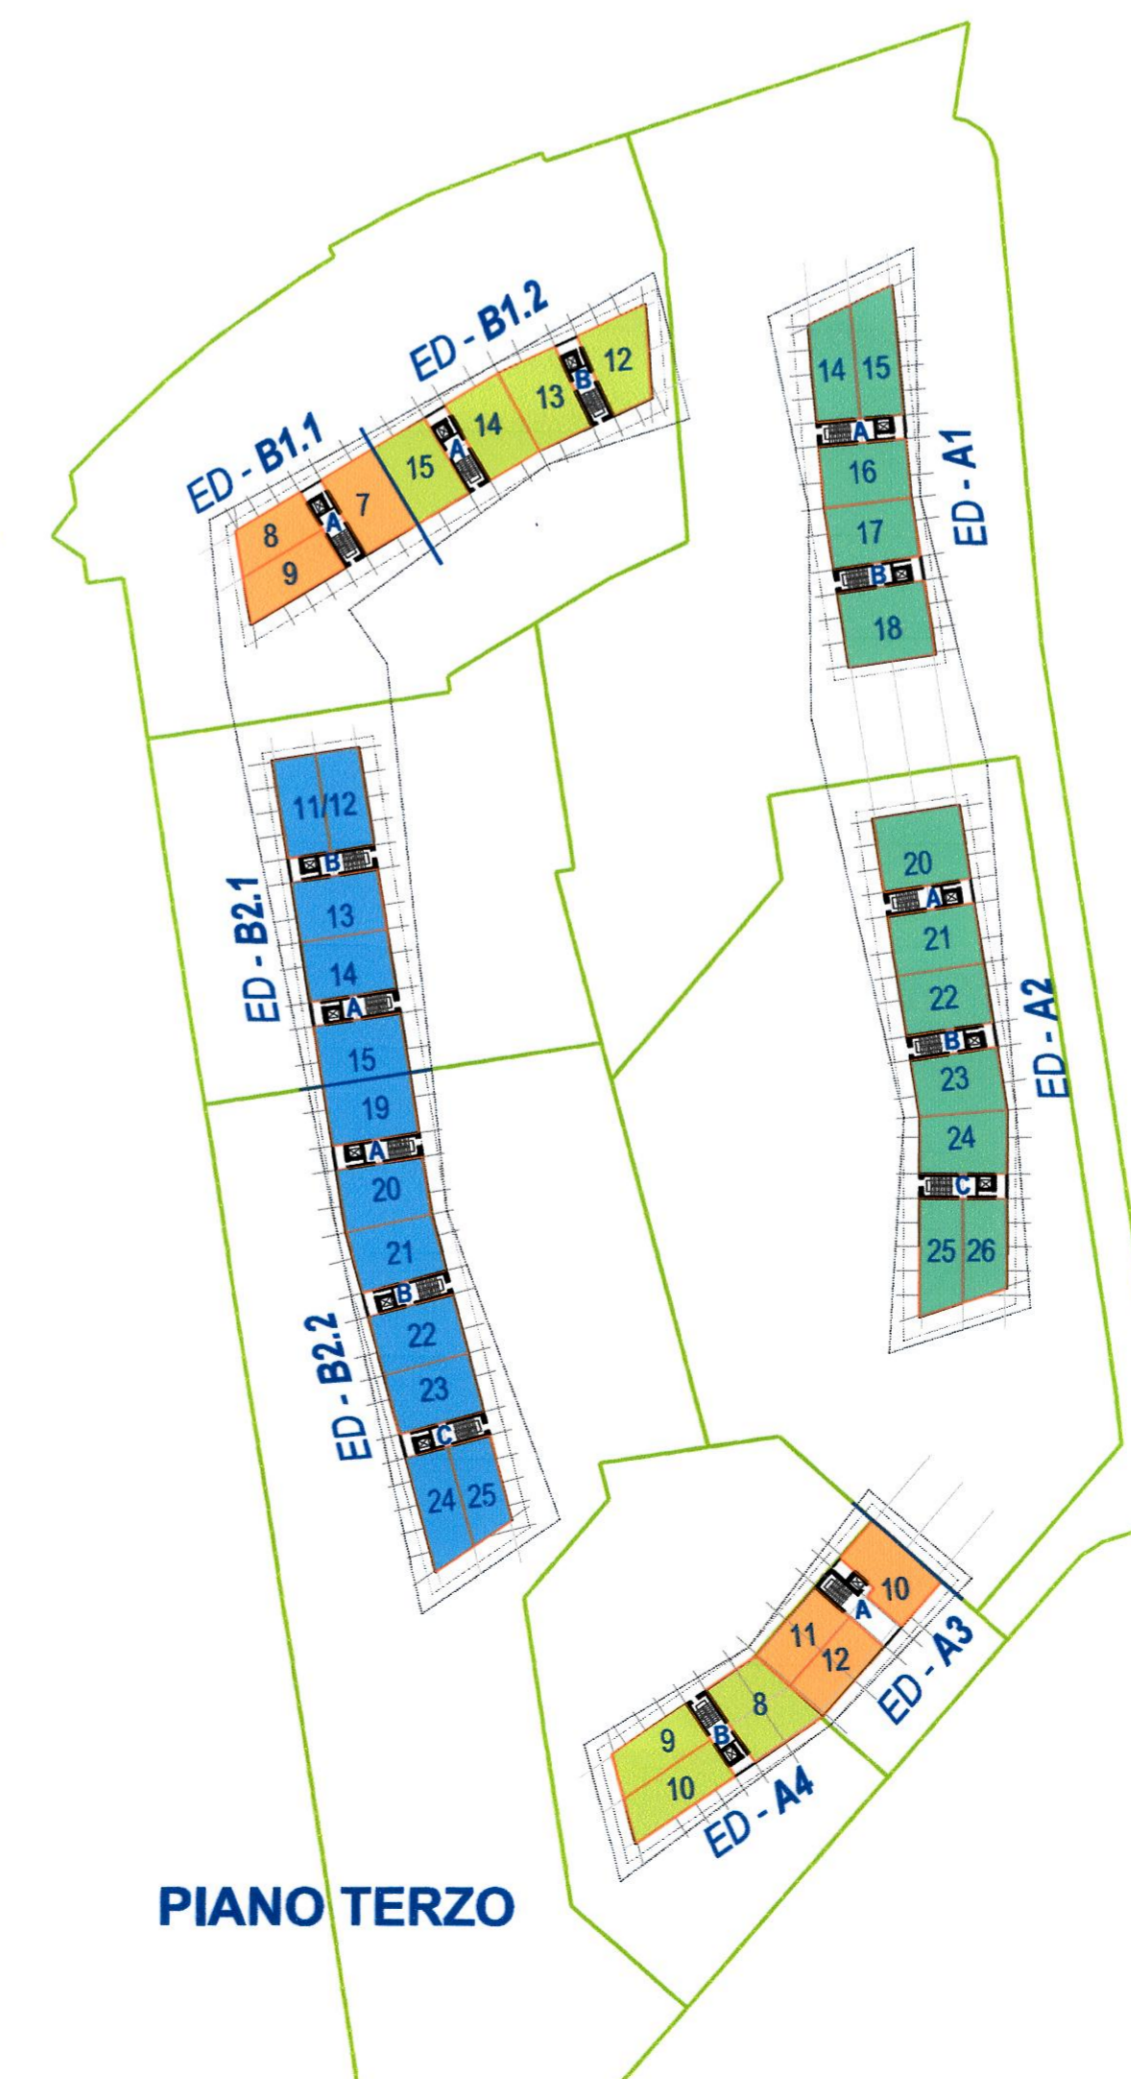 ED - B1.2
12
B
13
14
A
15
ED - B1.1
7
A
8
9
14
15
A
16
17
B
18
ED - A1
11/12
B
13
14
A
15
ED - B2.1
19
A
20
21
B
22
23
C
24
25
ED - B2.2
20
A
21
22
B
23
24
C
25
26
ED - A2
10
A
11
12
ED - A3
8
B
9
10
ED - A4
PIANO TERZO